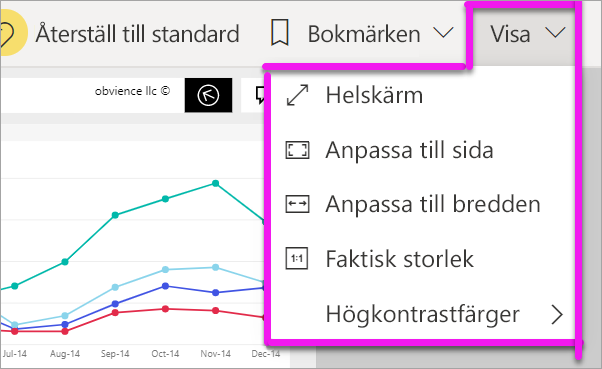 Återställ till standard
Bokmärken
Visa
obvience llc ©
Helskärm
Anpassa till sida
Anpassa till bredden
1:1 Faktisk storlek
Högkontrastfärger
Jul-14 Aug-14 Sep-14 Oct-14 Nov-14 Dec-14